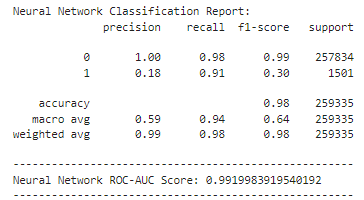 Neural Network Classification Report:
precision recall f1-score support
0 1.00 0.98 0.99 257834
1 0.18 0.91 0.30 1501
accuracy 0.98 259335
macro avg 0.59 0.94 0.64 259335
weighted avg 0.99 0.98 0.98 259335
-----------------------------------------------------
Neural Network ROC-AUC Score: 0.9919983919540192
-----------------------------------------------------